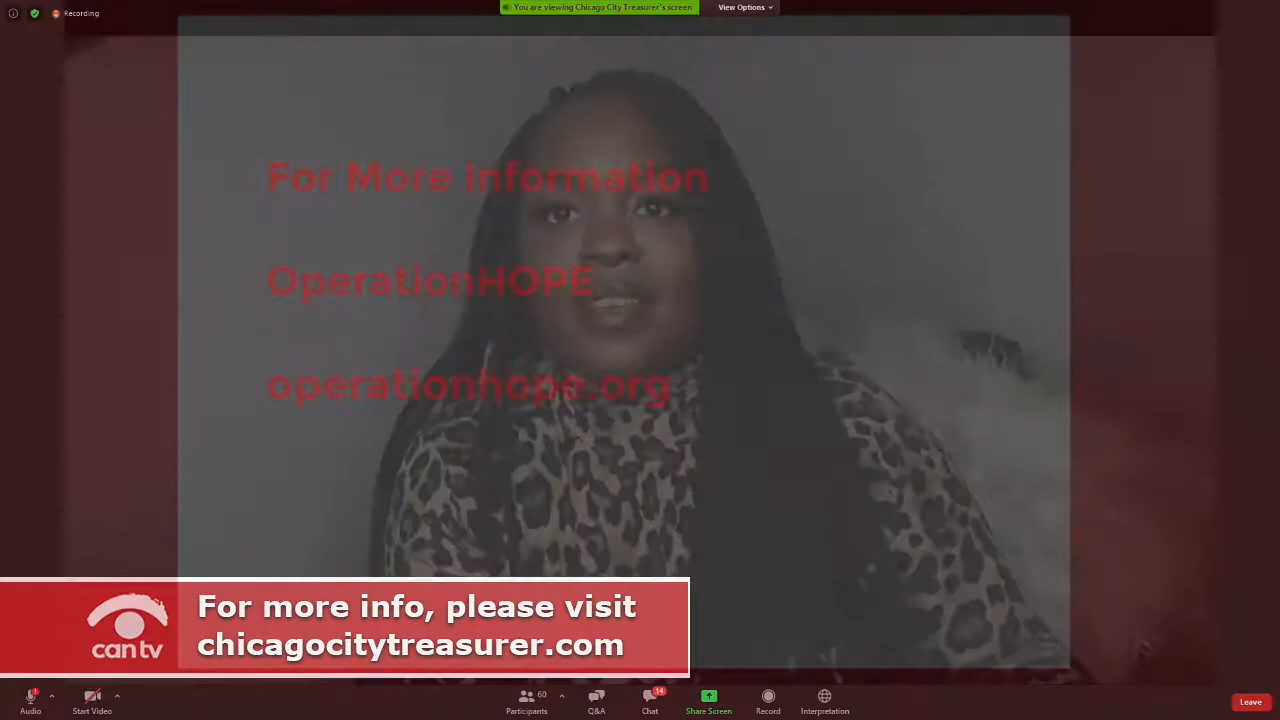 Recording
You are viewing Chicago City Treasurer's screen
View Options
For More Information
OperationHOPE
operationhope.org
can tv
For more info, please visit
chicagocitytreasurer.com
Audio
Start Video
60
Participants
Q&A
14
Chat
Share Screen
Record
Interpretation
Leave